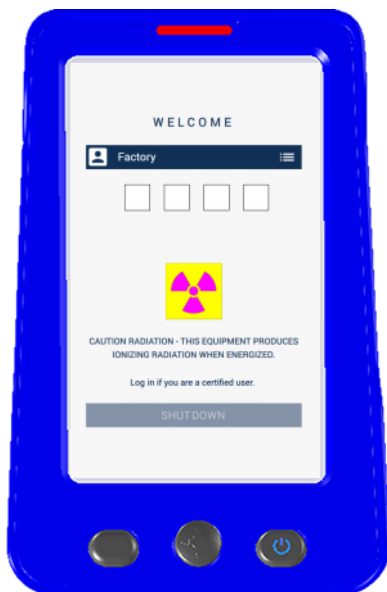 WELCOME
Factory
CAUTION RADIATION - THIS EQUIPMENT PRODUCES
IONIZING RADIATION WHEN ENERGIZED.
Log in if you are a certified user.
SHUT DOWN